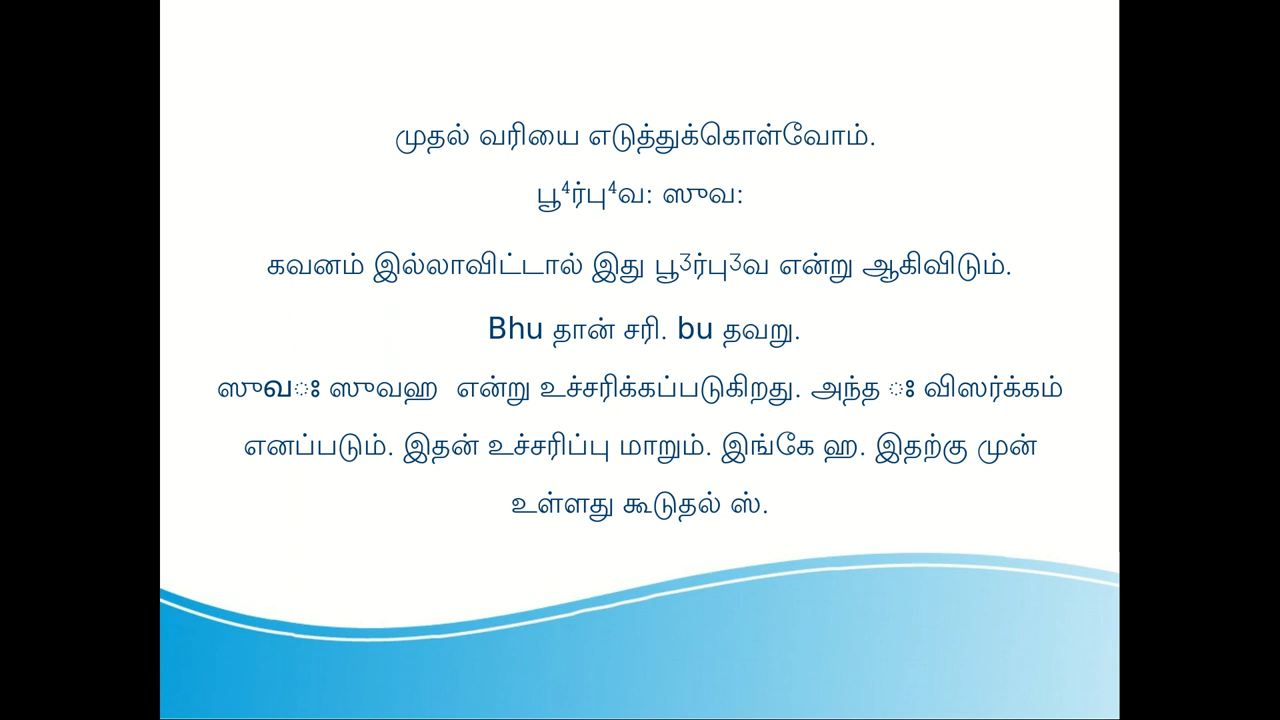 முதல் வரியை எடுத்துக்கொள்வோம்.
பூ⁴ர்பு⁴வ: ஸுவ:
கவனம் இல்லாவிட்டால் இது பூ³ர்பு³வ என்று ஆகிவிடும்.
Bhu தான் சரி. bu தவறு.
ஸுவஃ ஸுவஹ என்று உச்சரிக்கப்படுகிறது. அந்த ஃ விஸர்க்கம்
எனப்படும். இதன் உச்சரிப்பு மாறும். இங்கே ஹ. இதற்கு முன்
உள்ளது கூடுதல் ஸ்.